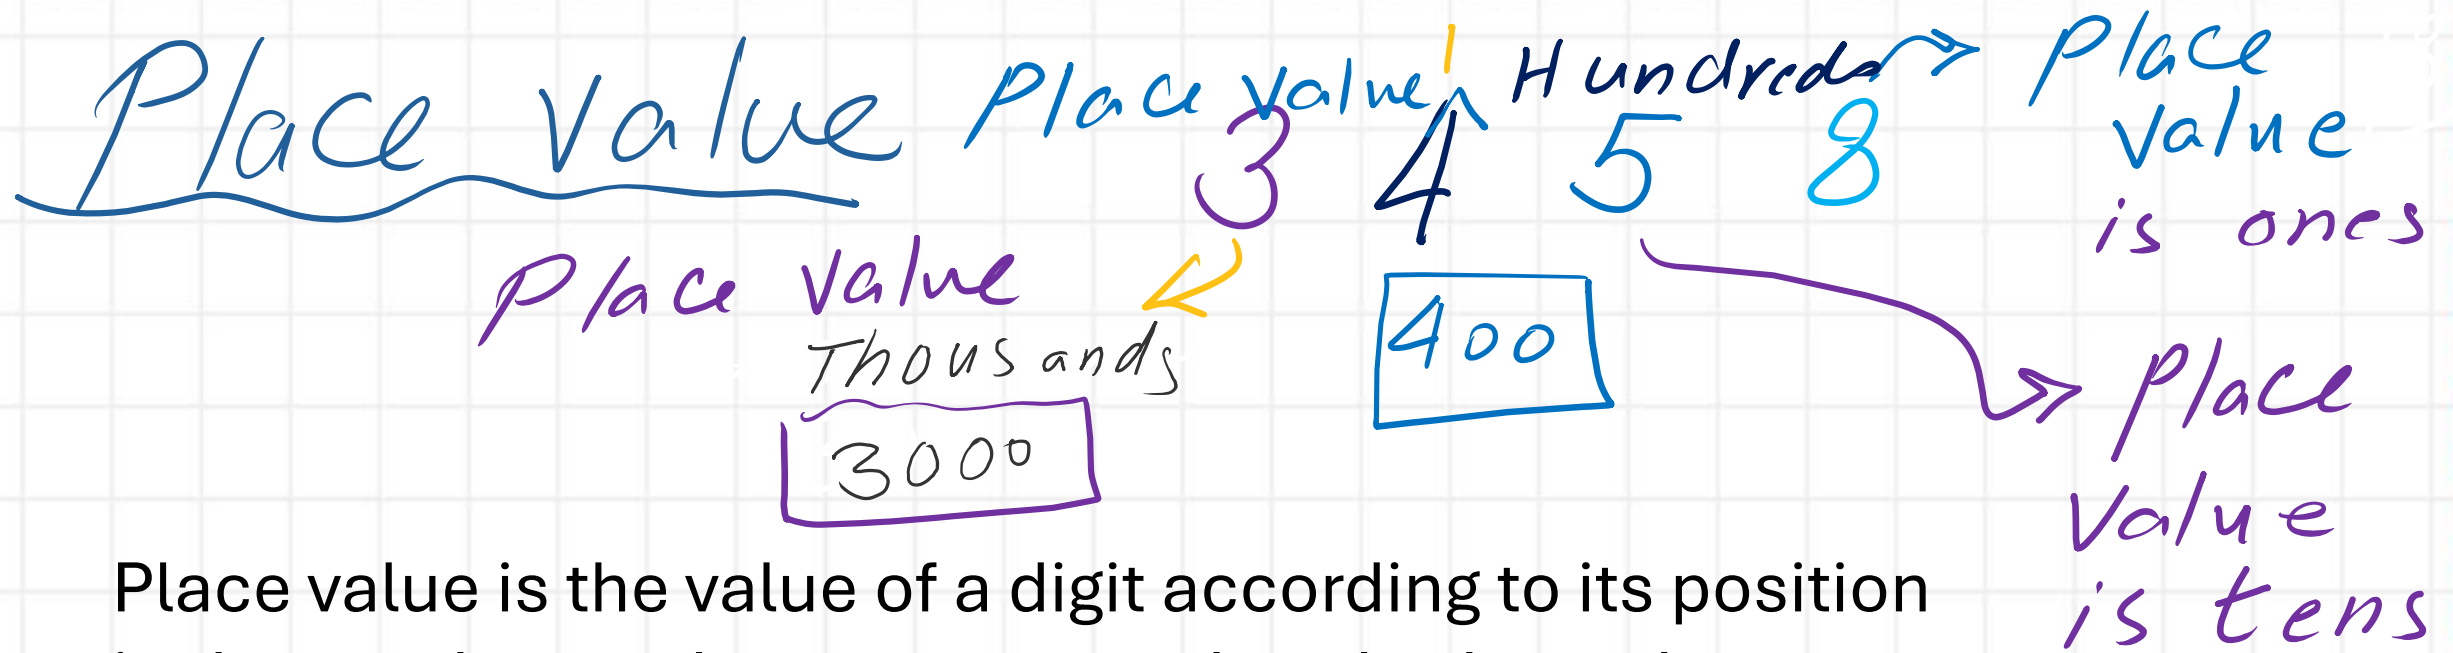 Place value
Place value Hundreds
3 4 5 8
Place
value
is ones
Place value
Thousands
3000
400
Place
value
is tens
Place value is the value of a digit according to its position